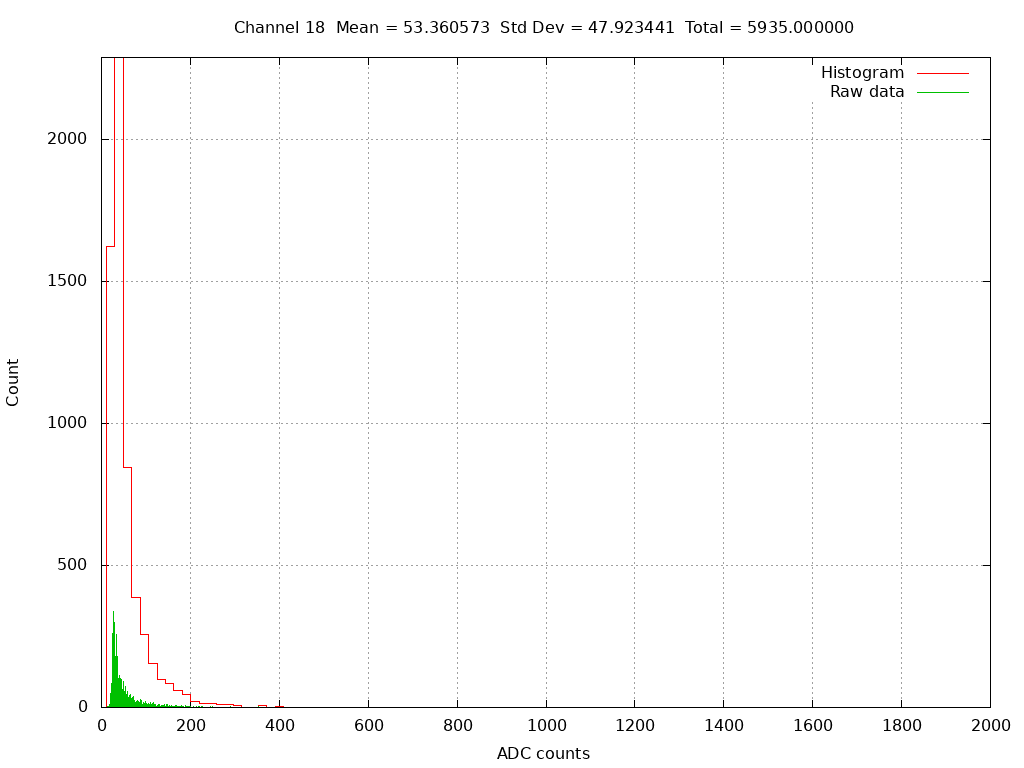 Channel 18  Mean = 53.360573  Std Dev = 47.923441  Total = 5935.000000
Histogram
Raw data
2000
1500
1000
500
0
Count
0 200 400 600 800 1000 1200 1400 1600 1800 2000
ADC counts